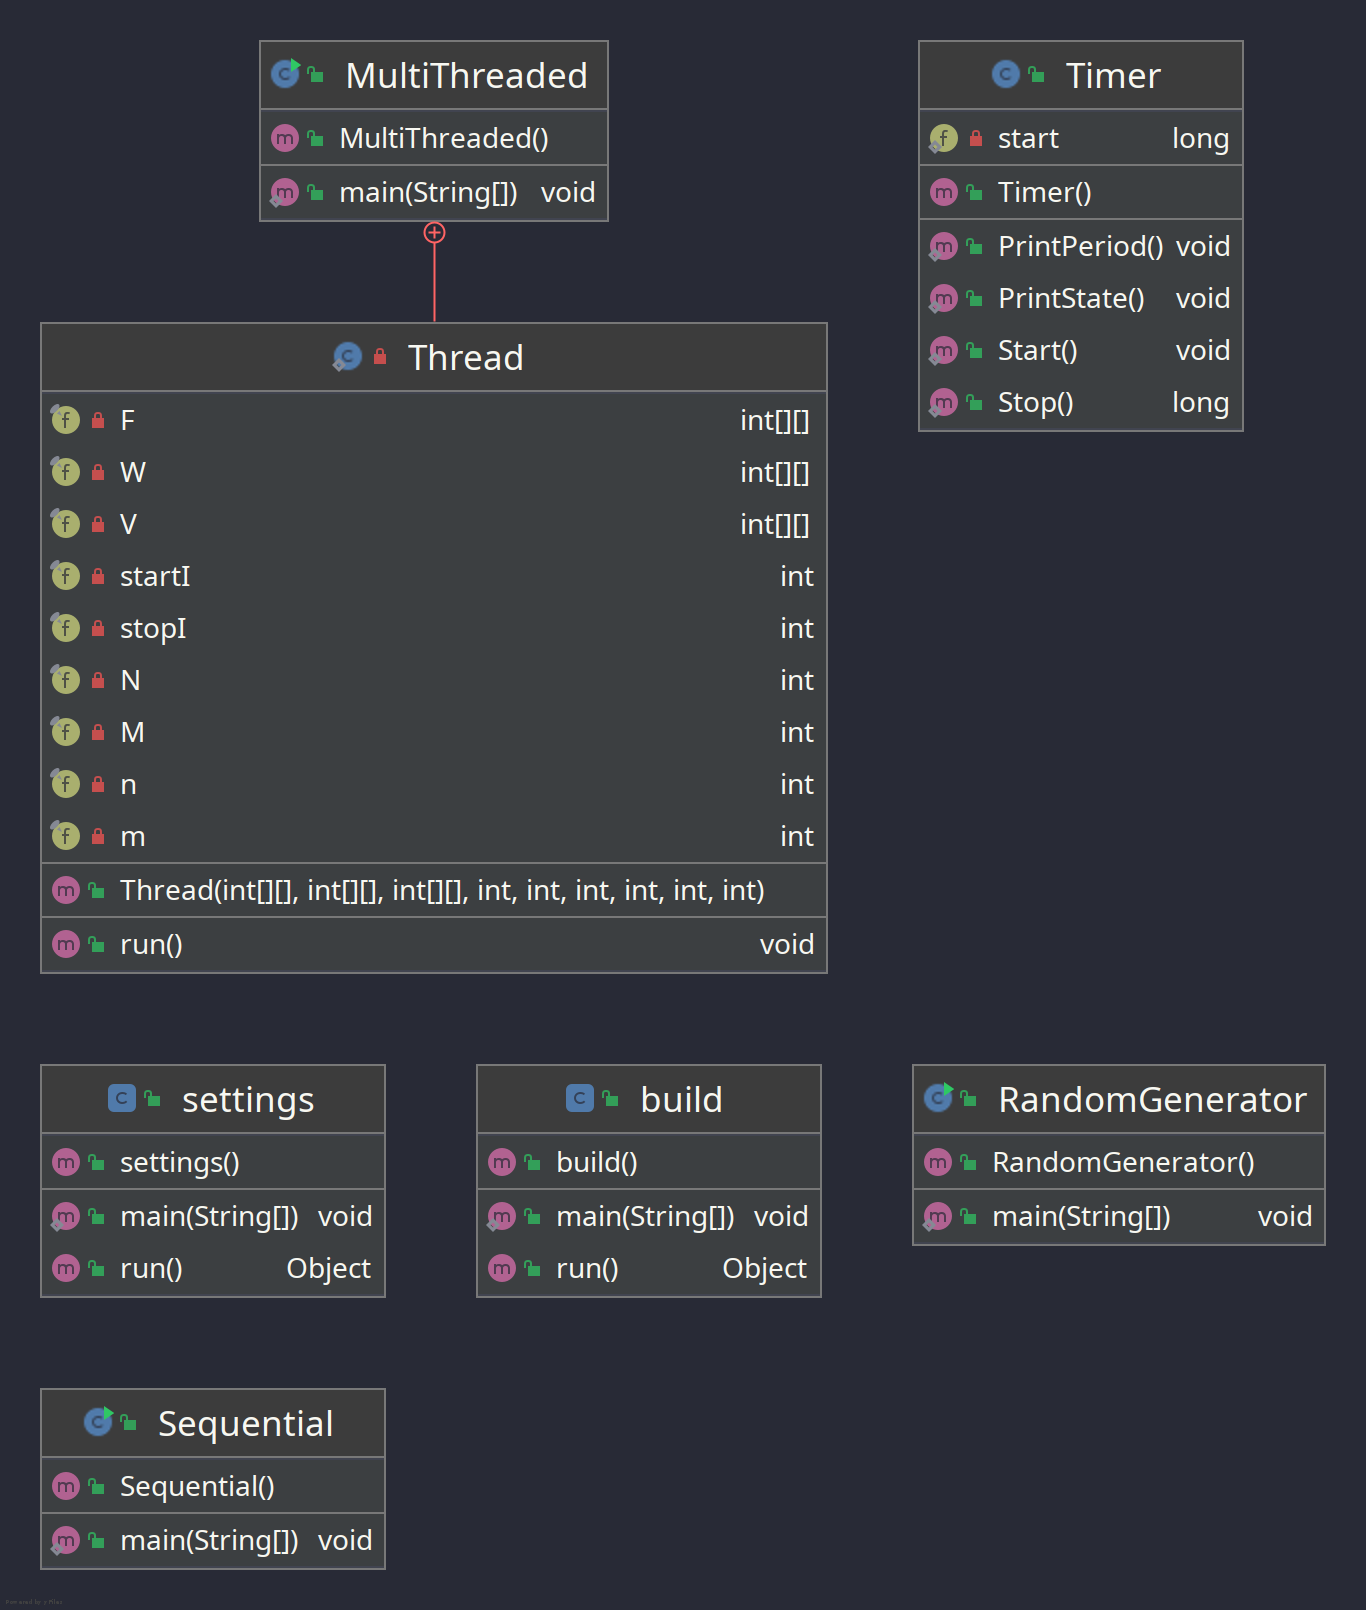 MultiThreaded
MultiThreaded()
main(String[]) void
Timer
start long
Timer()
PrintPeriod() void
PrintState() void
Start() void
Stop() long
Thread
F int[][]
W int[][]
V int[][]
startI int
stopI int
N int
M int
n int
m int
Thread(int[][], int[][], int[][], int, int, int, int, int, int)
run() void
settings
settings()
main(String[]) void
run() Object
build
build()
main(String[]) void
run() Object
RandomGenerator
RandomGenerator()
main(String[]) void
Sequential
Sequential()
main(String[]) void
Powered by yFiles